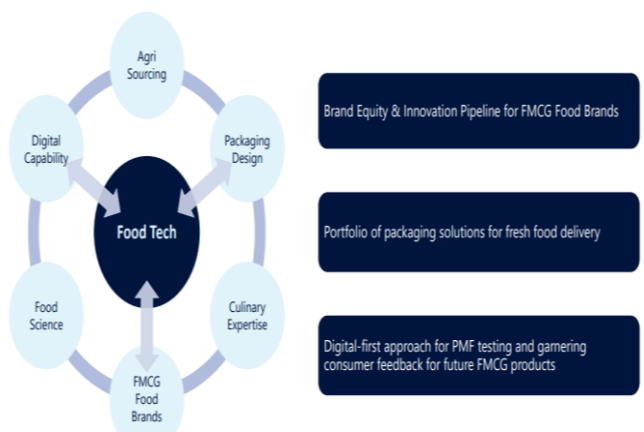 Agri
Sourcing
Digital
Capability
Packaging
Design
Food Tech
Food
Science
Culinary
Expertise
FMCG
Food
Brands
Brand Equity & Innovation Pipeline for FMCG Food Brands
Portfolio of packaging solutions for fresh food delivery
Digital-first approach for PMF testing and garnering
consumer feedback for future FMCG products